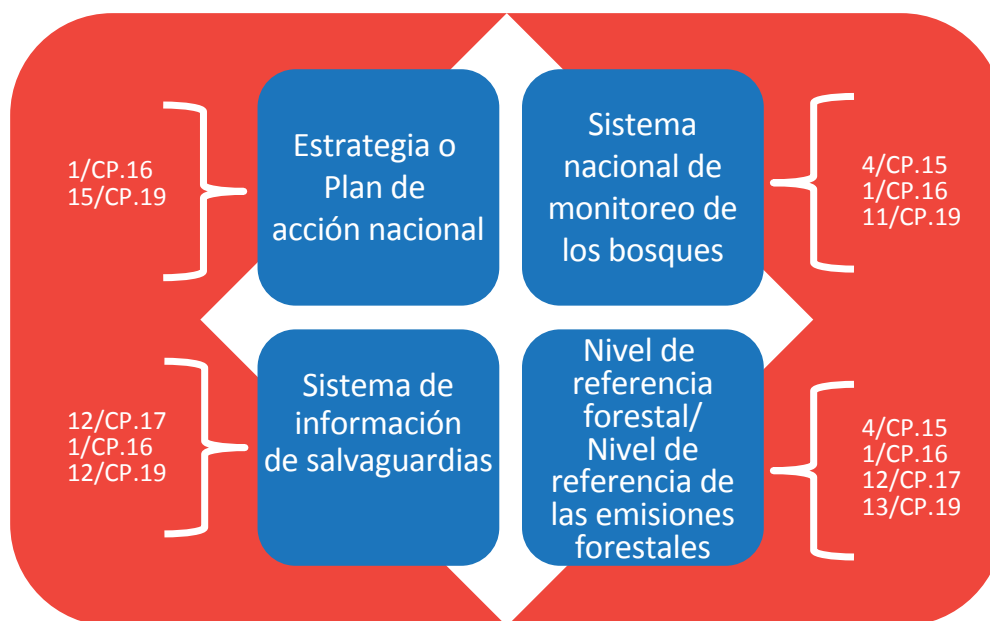 1/CP.16
15/CP.19
Estrategia o
Plan de
acción nacional
Sistema
nacional de
monitoreo de
los bosques
4/CP.15
1/CP.16
11/CP.19
12/CP.17
1/CP.16
12/CP.19
Sistema de
información
de salvaguardias
Nivel de
referencia
forestal/
Nivel de
referencia de
las emisiones
forestales
4/CP.15
1/CP.16
12/CP.17
13/CP.19